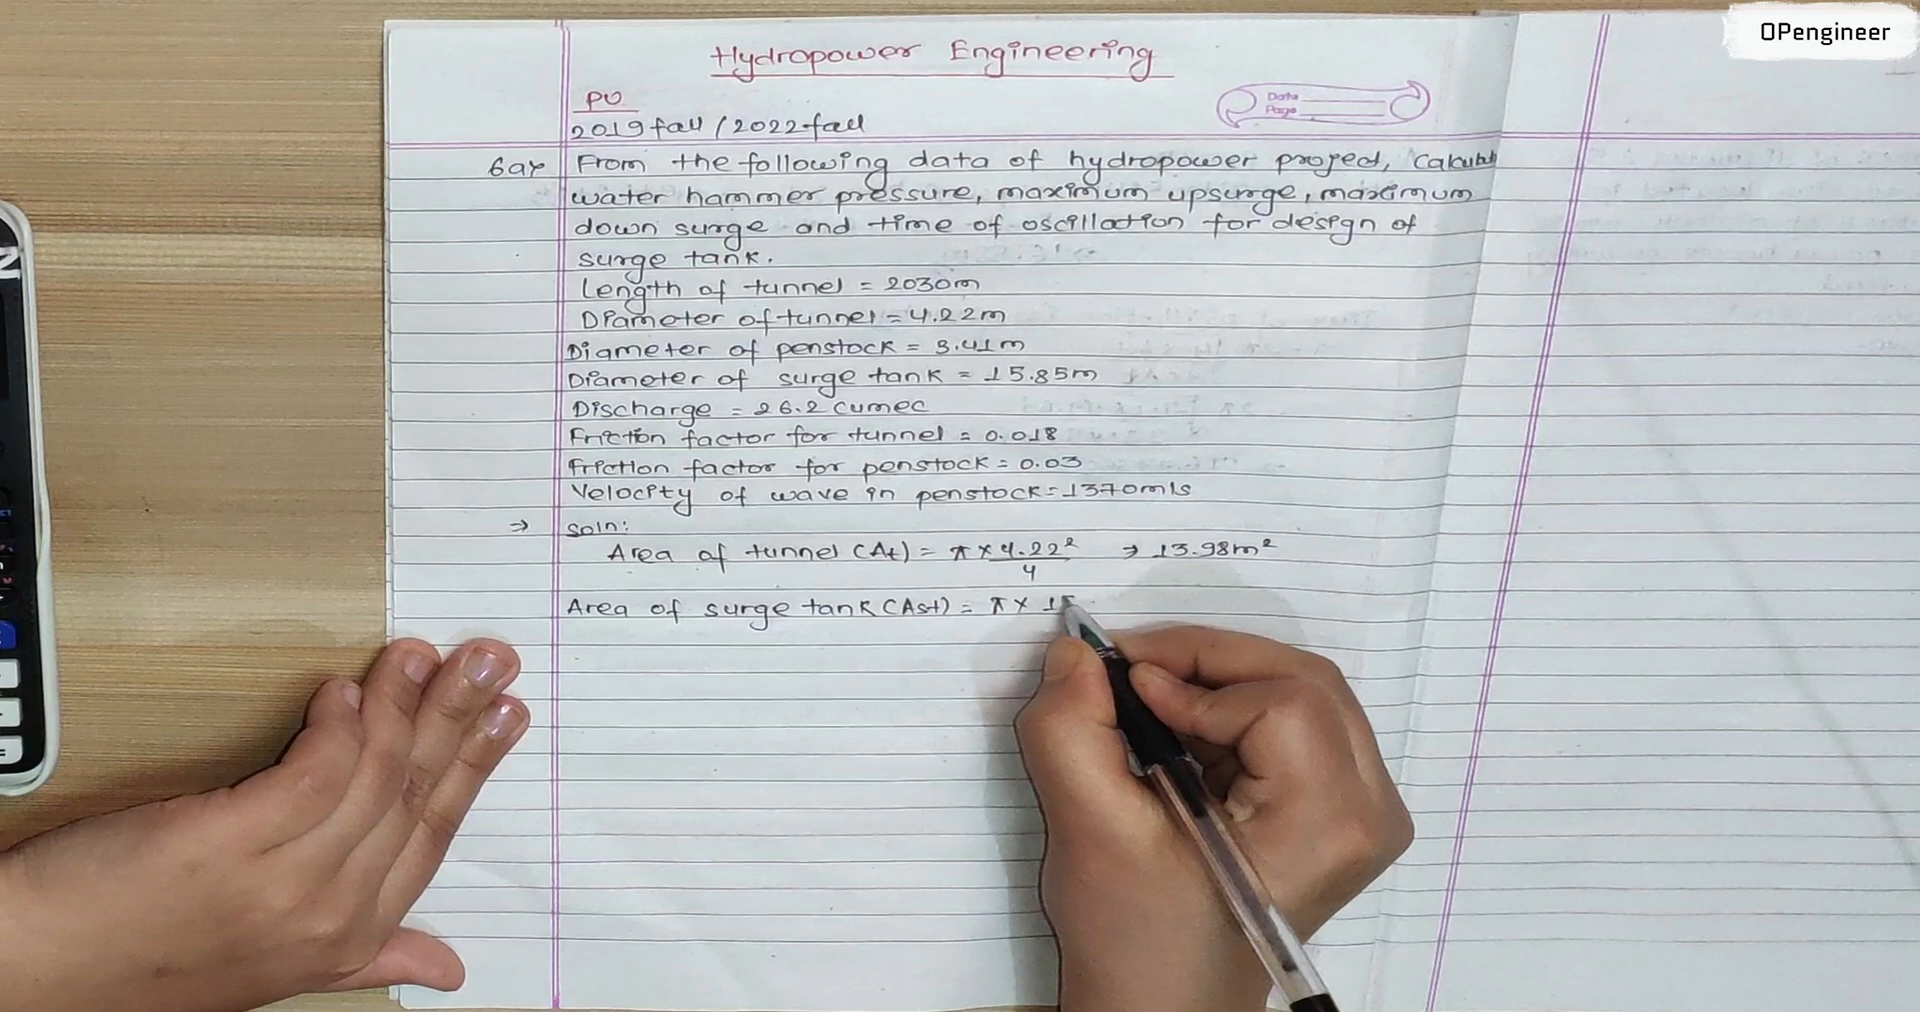 OPengineer
Hydropower Engineering
PU
Date
Page
2019 fall / 2022 fall
6a> From the following data of hydropower project, Calculate
water hammer pressure, maximum upsurge, maximum
down surge and time of oscillation for design of
surge tank.
Length of tunnel = 2030m
Diameter of tunnel = 4.22m
Diameter of penstock = 3.41m
Diameter of surge tank = 15.85m
Discharge = 26.2 cumec
Friction factor for tunnel = 0.018
Friction factor for penstock = 0.03
Velocity of wave in penstock = 1370m/s
⇒ Soln:
Area of tunnel (At) = π × 4.22² / 4 ⇒ 13.98m²
Area of surge tank (Ast) = π × 15